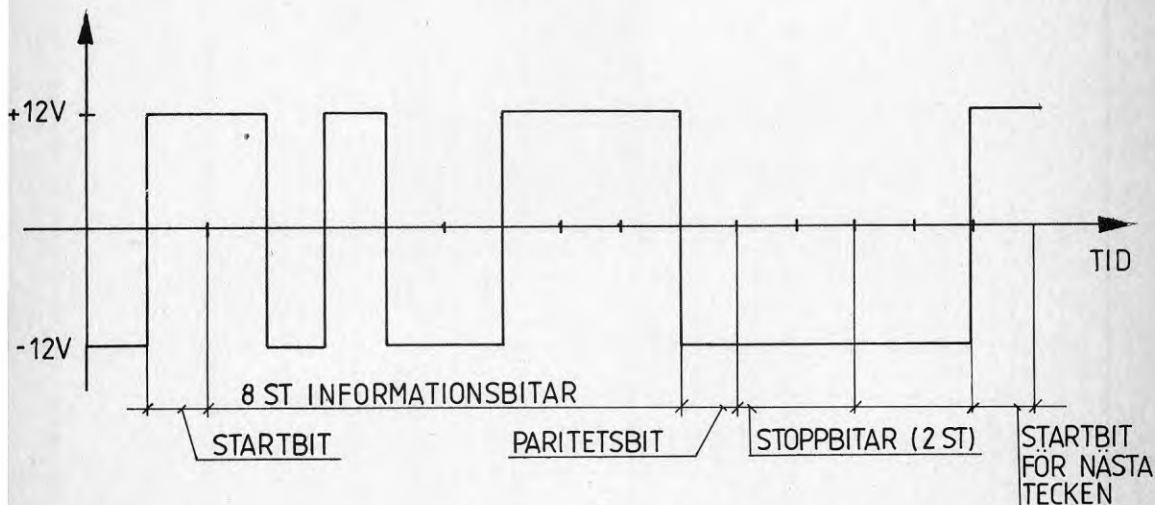 +12V
TID
-12V
8 ST INFORMATIONSBITAR
STARTBIT
PARITETSBIT
STOPPBITAR (2 ST)
STARTBIT
FÖR NÄSTA
TECKEN